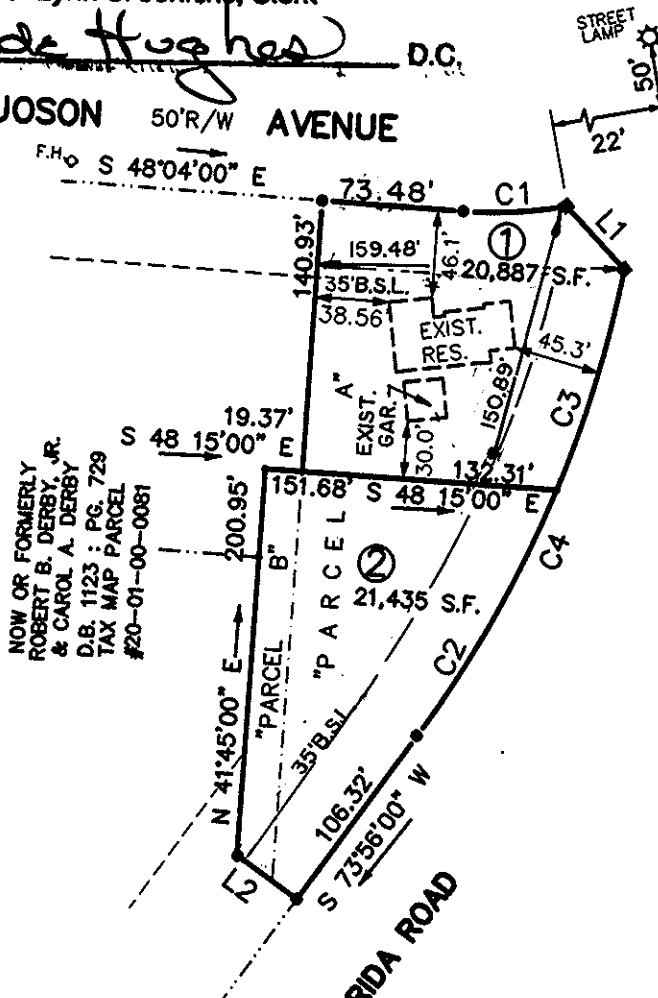 D.C.
STREET
LAMP
50'
22'
50'R/W AVENUE
F.H.
S 48°04'00" E
73.48'
C1
L1
①
140.93'
159.48'
46.1
20,887 S.F.
35'B.S.L.
38.56
EXIST.
RES.
45.3'
150.89'
C3
"A"
EXIST.
GAR.
30.0'
19.37'
S 48 15'00" E
132.31'
151.68'
S 48 15'00" E
NOW OR FORMERLY
ROBERT B. DERBY, JR.
& CAROL A. DERBY
D.B. 1123 : PG. 729
TAX MAP PARCEL
#20-01-00-0081
200.95'
"PARCEL B"
"PARCEL
②
21,435 S.F.
C4
C2
N 41°45'00" E
35'B.S.L.
106.32'
S 73°56'00" W
L2
RIDA ROAD